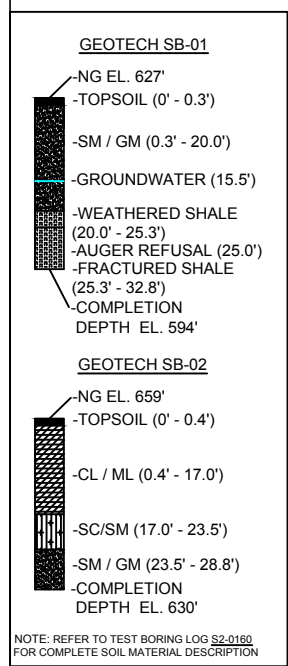 GEOTECH SB-01
-NG EL. 627'
-TOPSOIL (0' - 0.3')
-SM / GM (0.3' - 20.0')
-GROUNDWATER (15.5')
-WEATHERED SHALE
(20.0' - 25.3')
-AUGER REFUSAL (25.0')
-FRACTURED SHALE
(25.3' - 32.8')
-COMPLETION
DEPTH EL. 594'
GEOTECH SB-02
-NG EL. 659'
-TOPSOIL (0' - 0.4')
-CL / ML (0.4' - 17.0')
-SC/SM (17.0' - 23.5')
-SM / GM (23.5' - 28.8')
-COMPLETION
DEPTH EL. 630'
NOTE: REFER TO TEST BORING LOG S2-0160
FOR COMPLETE SOIL MATERIAL DESCRIPTION